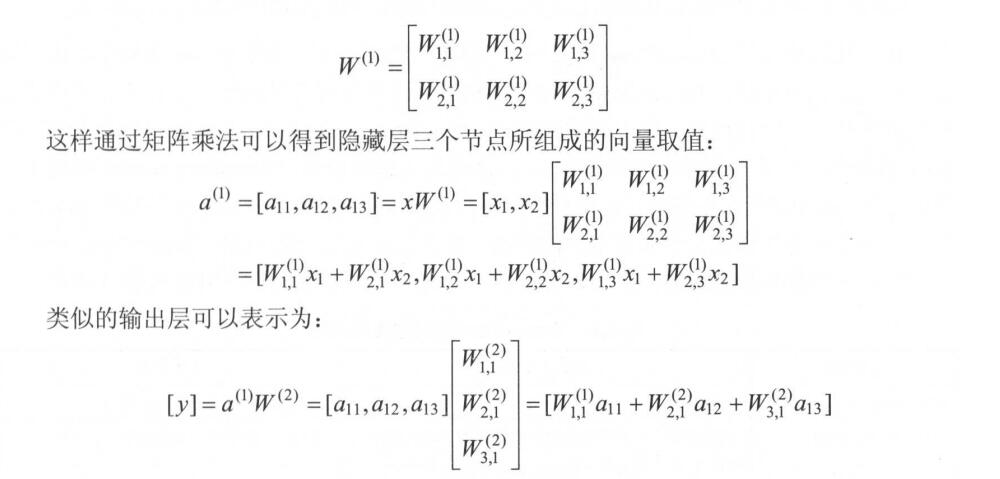 W^{(1)} = \begin{bmatrix} W_{1,1}^{(1)} & W_{1,2}^{(1)} & W_{1,3}^{(1)} \\ W_{2,1}^{(1)} & W_{2,2}^{(1)} & W_{2,3}^{(1)} \end{bmatrix}
这样通过矩阵乘法可以得到隐藏层三个节点所组成的向量取值：
a^{(1)} = [a_{11}, a_{12}, a_{13}] = xW^{(1)} = [x_1, x_2] \begin{bmatrix} W_{1,1}^{(1)} & W_{1,2}^{(1)} & W_{1,3}^{(1)} \\ W_{2,1}^{(1)} & W_{2,2}^{(1)} & W_{2,3}^{(1)} \end{bmatrix}
= [W_{1,1}^{(1)} x_1 + W_{2,1}^{(1)} x_2, W_{1,2}^{(1)} x_1 + W_{2,2}^{(1)} x_2, W_{1,3}^{(1)} x_1 + W_{2,3}^{(1)} x_2]
类似的输出层可以表示为：
[y] = a^{(1)} W^{(2)} = [a_{11}, a_{12}, a_{13}] \begin{bmatrix} W_{1,1}^{(2)} \\ W_{2,1}^{(2)} \\ W_{3,1}^{(2)} \end{bmatrix} = [W_{1,1}^{(1)} a_{11} + W_{2,1}^{(2)} a_{12} + W_{3,1}^{(2)} a_{13}]